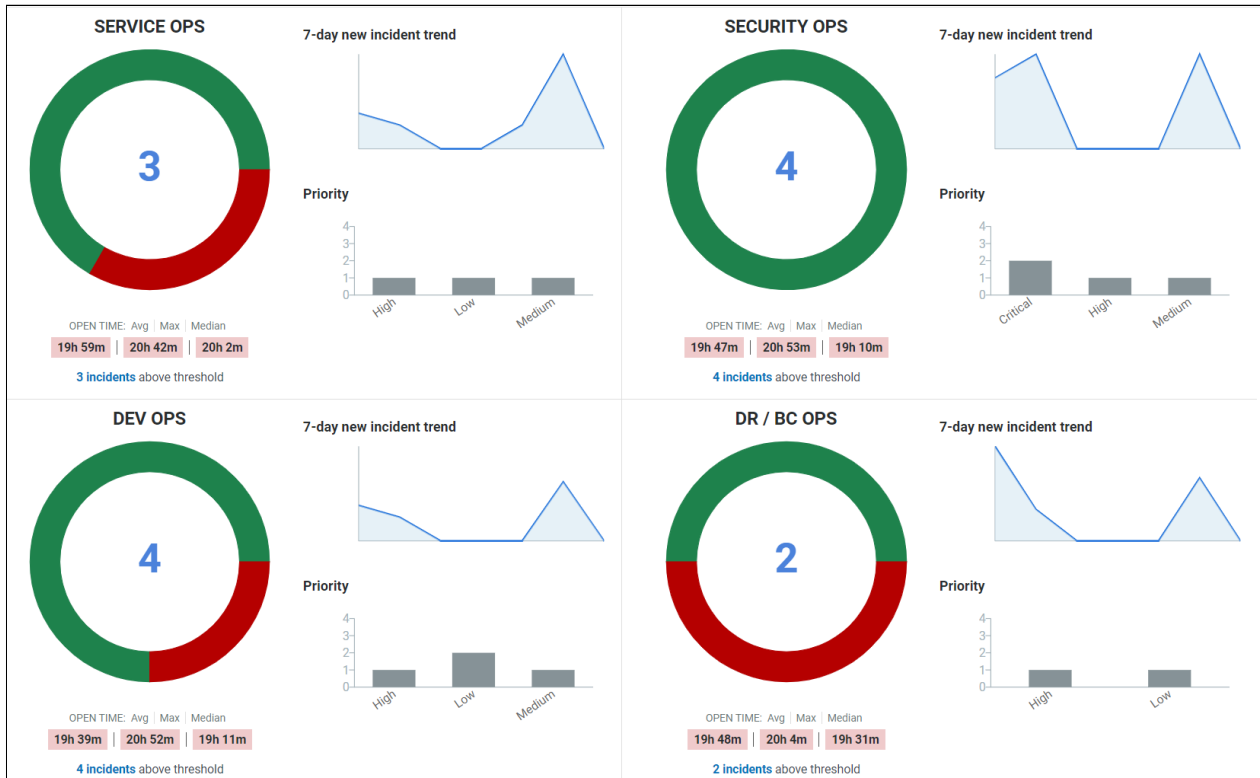 SERVICE OPS
7-day new incident trend
3
Priority
4
3
2
1
0
High
Low
Medium
OPEN TIME: Avg | Max | Median
19h 59m | 20h 42m | 20h 2m
3 incidents above threshold
SECURITY OPS
7-day new incident trend
4
Priority
4
3
2
1
0
Critical
High
Medium
OPEN TIME: Avg | Max | Median
19h 47m | 20h 53m | 19h 10m
4 incidents above threshold
DEV OPS
7-day new incident trend
4
Priority
4
3
2
1
0
High
Low
Medium
OPEN TIME: Avg | Max | Median
19h 39m | 20h 52m | 19h 11m
4 incidents above threshold
DR / BC OPS
7-day new incident trend
2
Priority
4
3
2
1
0
High
Low
OPEN TIME: Avg | Max | Median
19h 48m | 20h 4m | 19h 31m
2 incidents above threshold